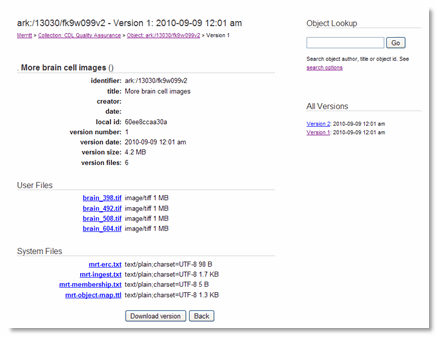 ark:/13030/fk9w099v2 - Version 1: 2010-09-09 12:01 am
Merritt > Collection: CDL Quality Assurance > Object: ark:/13030/fk9w099v2 > Version 1
More brain cell images ()
identifier: ark:/13030/fk9w099v2
title: More brain cell images
creator:
date:
local id: 60ee8ccaa30a
version number: 1
version date: 2010-09-09 12:01 am
version size: 4.2 MB
version files: 6
User Files
brain_398.tif image/tiff 1 MB
brain_492.tif image/tiff 1 MB
brain_508.tif image/tiff 1 MB
brain_604.tif image/tiff 1 MB
System Files
mrt-erc.txt text/plain;charset=UTF-8 98 B
mrt-ingest.txt text/plain;charset=UTF-8 1.7 KB
mrt-membership.txt text/plain;charset=UTF-8 5 B
mrt-object-map.ttl text/plain;charset=UTF-8 1.3 KB
Download version Back
Object Lookup
Go
Search object author, title or object id. See
search options
All Versions
Version 2: 2010-09-09 12:01 am
Version 1: 2010-09-09 12:01 am